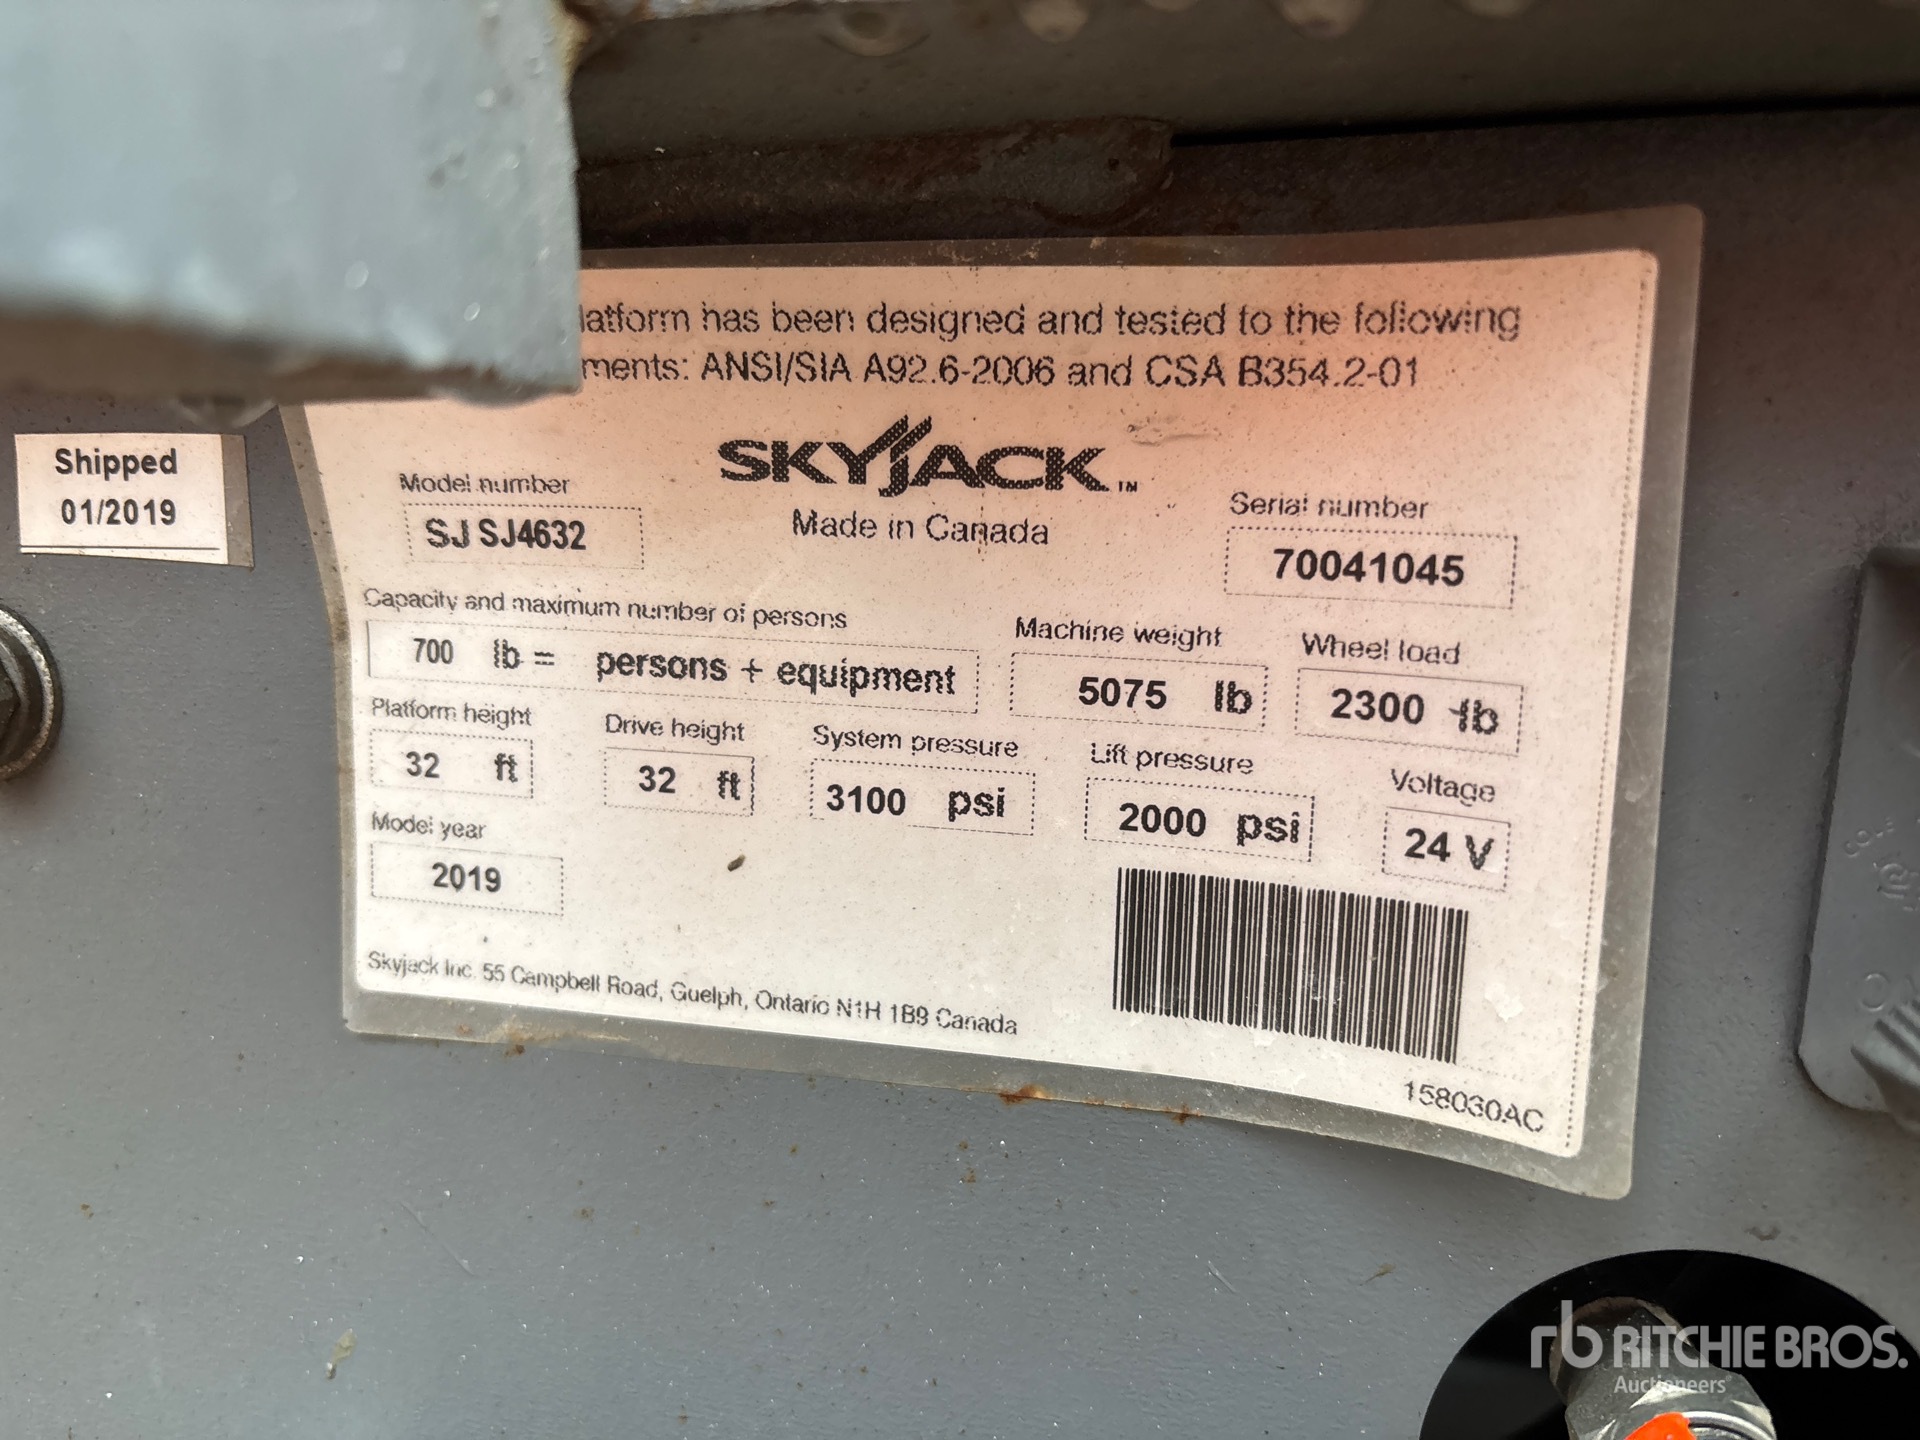 latform has been designed and tested to the following
ments: ANSI/SIA A92.6-2006 and CSA B354.2-01
Shipped
01/2019
SKYJACK™
Made in Canada
Model number
SJ SJ4632
Serial number
70041045
Capacity and maximum number of persons
700 lb = persons + equipment
Machine weight
5075 lb
Wheel load
2300 lb
Platform height
32 ft
Drive height
32 ft
System pressure
3100 psi
Lift pressure
2000 psi
Voltage
24 V
Model year
2019
Skyjack Inc. 55 Campbell Road, Guelph, Ontario N1H 1B9 Canada
158030AC
rb RITCHIE BROS.
Auctioneers